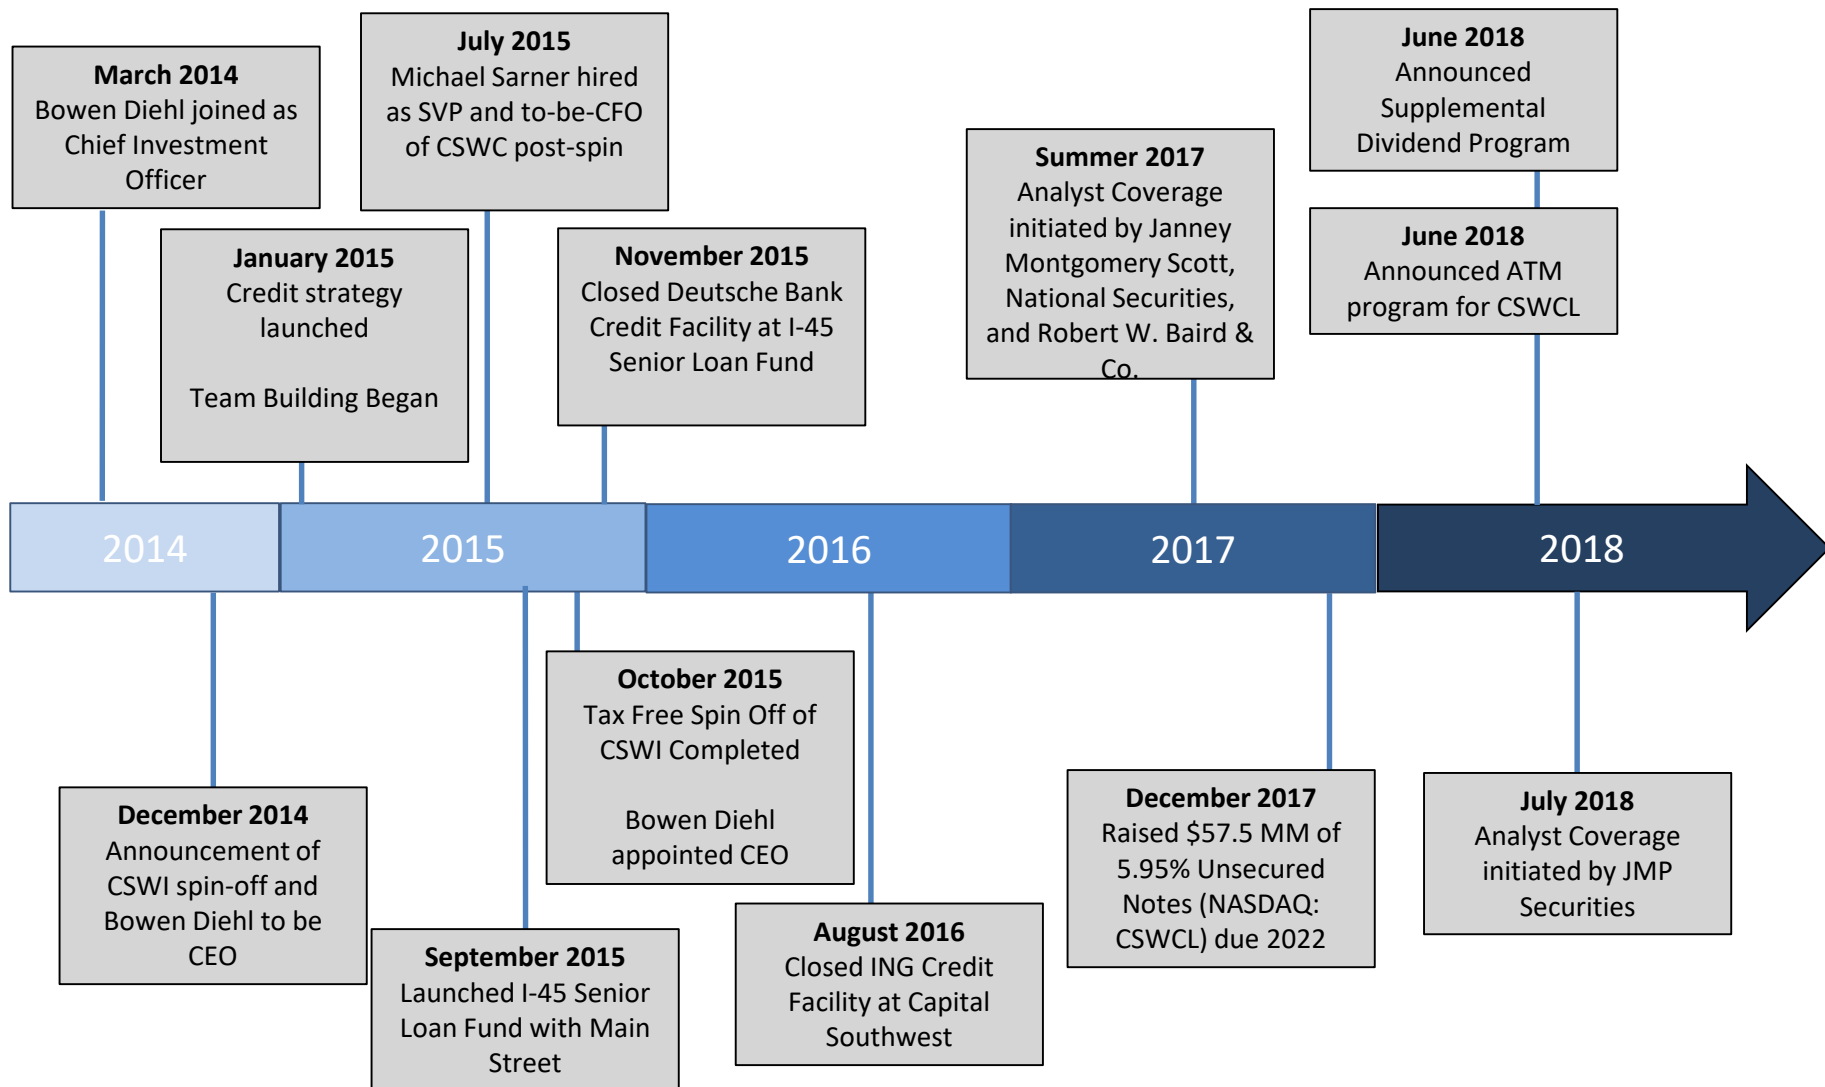 March 2014
Bowen Diehl joined as
Chief Investment
Officer
January 2015
Credit strategy
launched
Team Building Began
July 2015
Michael Sarner hired
as SVP and to-be-CFO
of CSWC post-spin
November 2015
Closed Deutsche Bank
Credit Facility at I-45
Senior Loan Fund
Summer 2017
Analyst Coverage
initiated by Janney
Montgomery Scott,
National Securities,
and Robert W. Baird &
Co.
June 2018
Announced
Supplemental
Dividend Program
June 2018
Announced ATM
program for CSWCL
2014
2015
2016
2017
2018
December 2014
Announcement of
CSWI spin-off and
Bowen Diehl to be
CEO
September 2015
Launched I-45 Senior
Loan Fund with Main
Street
October 2015
Tax Free Spin Off of
CSWI Completed
Bowen Diehl
appointed CEO
August 2016
Closed ING Credit
Facility at Capital
Southwest
December 2017
Raised $57.5 MM of
5.95% Unsecured
Notes (NASDAQ:
CSWCL) due 2022
July 2018
Analyst Coverage
initiated by JMP
Securities